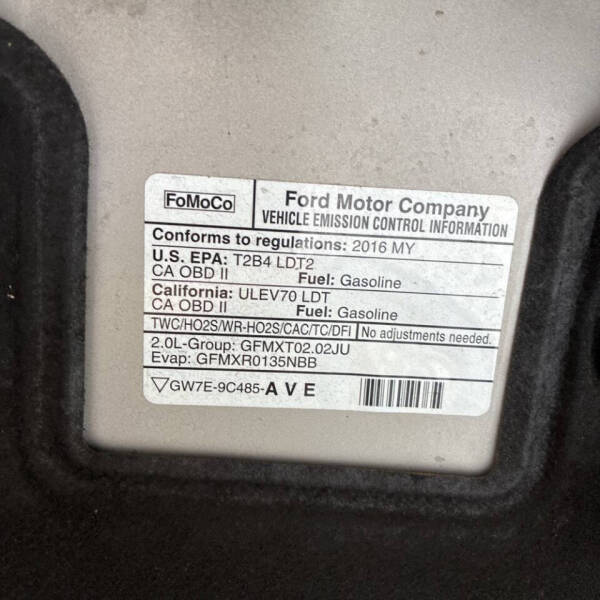 FoMoCo
Ford Motor Company
VEHICLE EMISSION CONTROL INFORMATION
Conforms to regulations: 2016 MY
U.S. EPA: T2B4 LDT2
CA OBD II Fuel: Gasoline
California: ULEV70 LDT
CA OBD II Fuel: Gasoline
TWC/HO2S/WR-HO2S/CAC/TC/DFI No adjustments needed.
2.0L-Group: GFMXT02.02JU
Evap: GFMXR0135NBB
GW7E-9C485-A V E